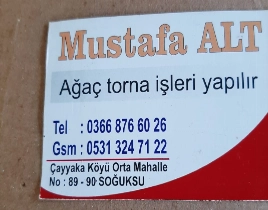 Mustafa ALT
Ağaç torna işleri yapılır
Tel : 0366 876 60 26
Gsm : 0531 324 71 22
Çayyaka Köyü Orta Mahalle
No : 89 - 90 SOĞUKSU